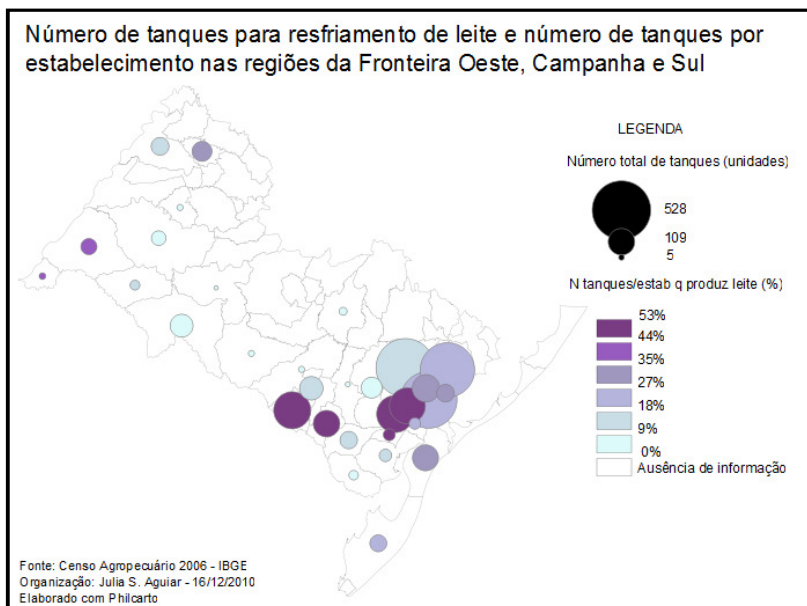 Número de tanques para resfriamento de leite e número de tanques por
estabelecimento nas regiões da Fronteira Oeste, Campanha e Sul
LEGENDA
Número total de tanques (unidades)
528
109
5
N tanques/estab q produz leite (%)
53%
44%
35%
27%
18%
9%
0%
Ausência de informação
Fonte: Censo Agropecuário 2006 - IBGE
Organização: Julia S. Aguiar - 16/12/2010
Elaborado com Philcarto